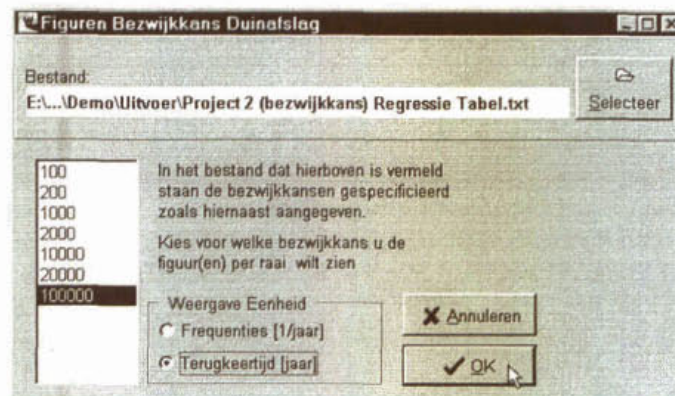 Figuren Bezwijkkans Duinafslag
Bestand:
E:\...\Demo\Uitvoer\Project 2 (bezwijkkans) Regressie Tabel.txt
Selecteer
100
200
1000
2000
10000
20000
100000
In het bestand dat hierboven is vermeld
staan de bezwijkkansen gespecificieerd
zoals hiernaast aangegeven.
Kies voor welke bezwijkkans u de
figuur(en) per raai wilt zien
Weergave Eenheid
Frequenties [1/jaar]
Terugkeertijd [jaar]
Annuleren
OK